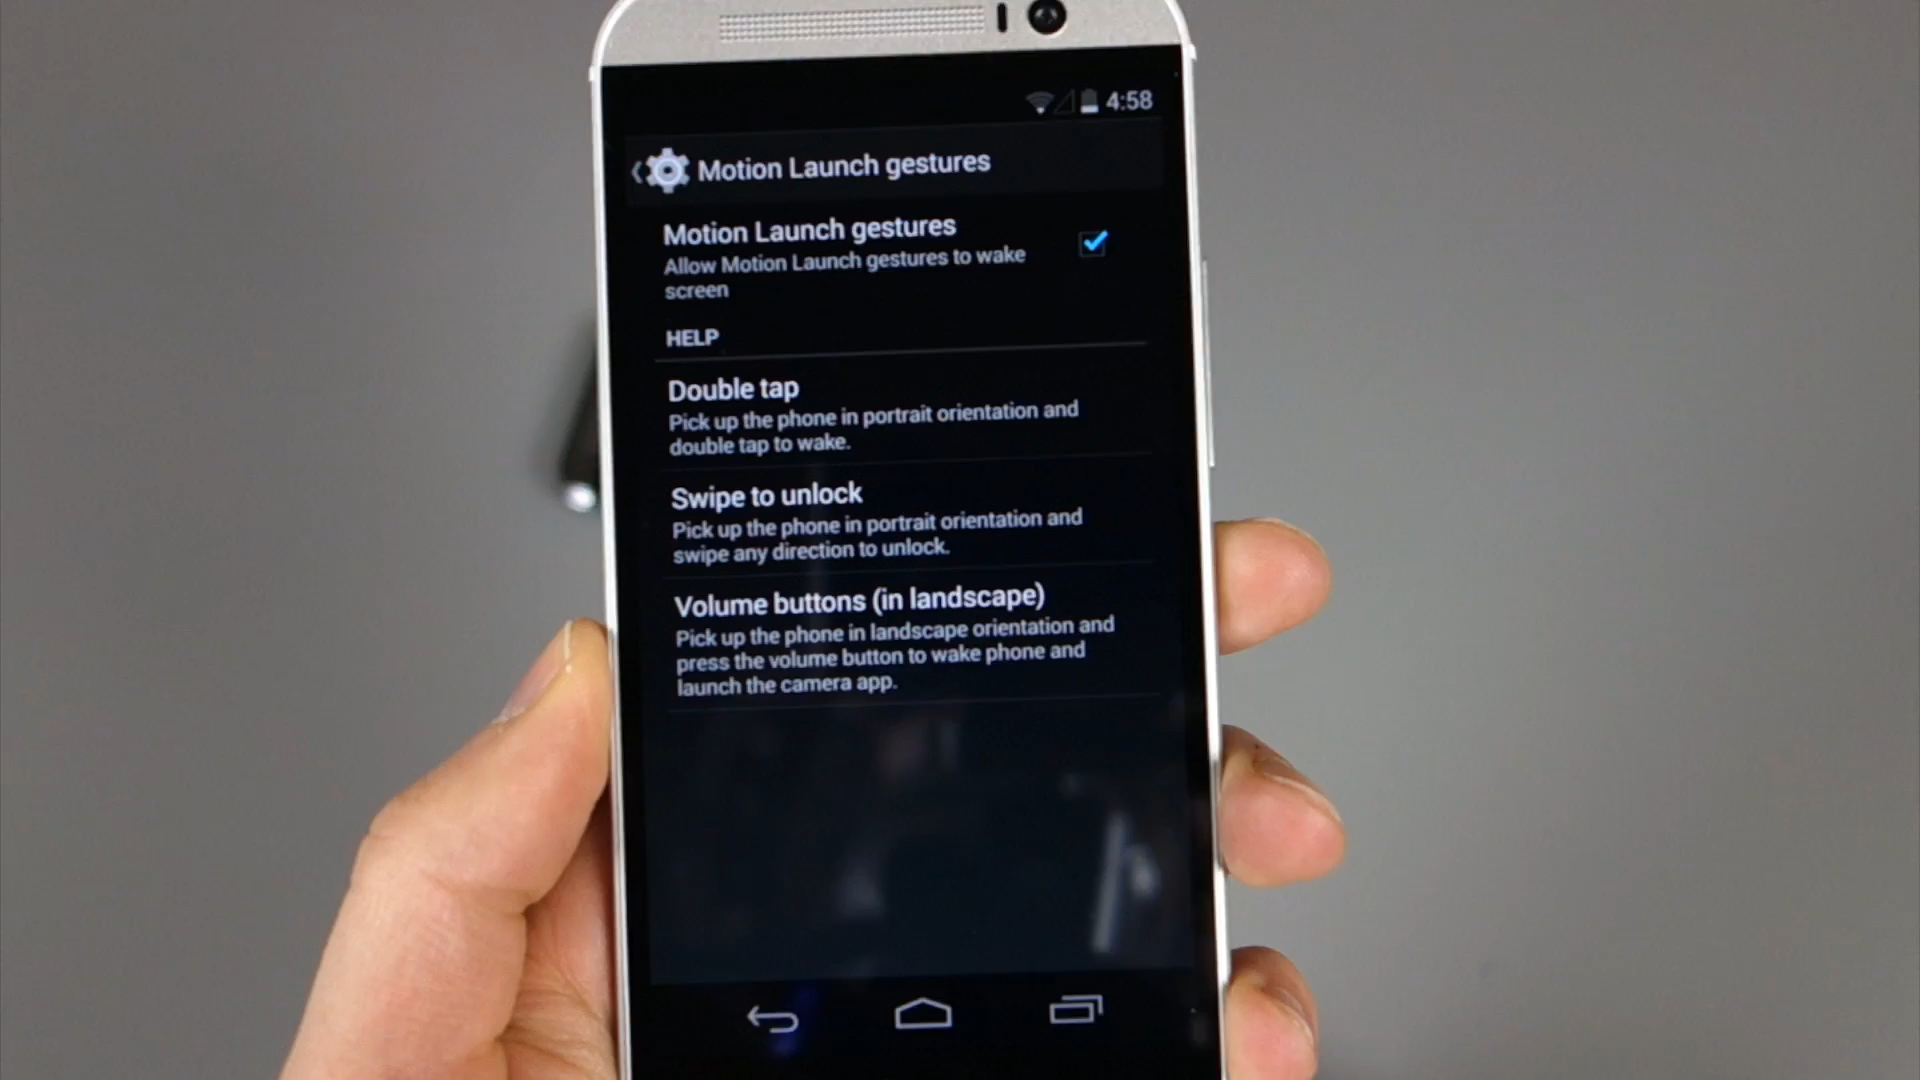 4:58
Motion Launch gestures
Motion Launch gestures
Allow Motion Launch gestures to wake
screen
HELP
Double tap
Pick up the phone in portrait orientation and
double tap to wake.
Swipe to unlock
Pick up the phone in portrait orientation and
swipe any direction to unlock.
Volume buttons (in landscape)
Pick up the phone in landscape orientation and
press the volume button to wake phone and
launch the camera app.